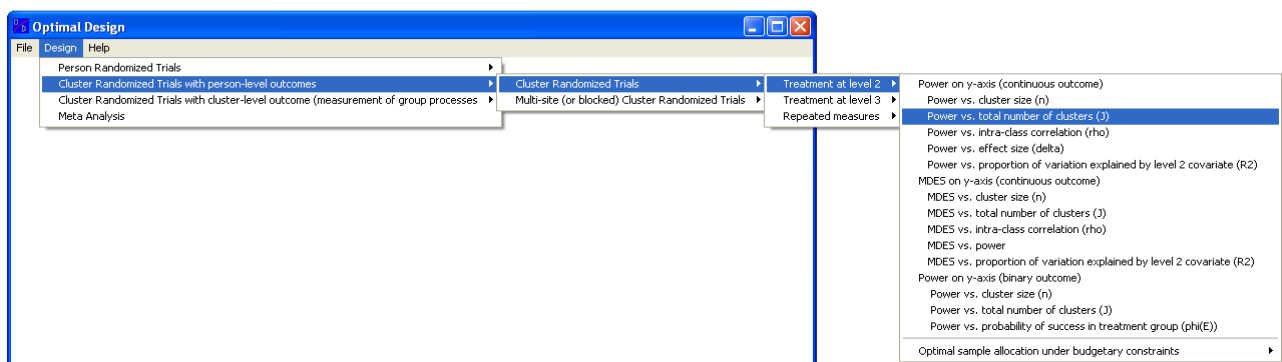 Optimal Design
File Design Help
Person Randomized Trials
Cluster Randomized Trials with person-level outcomes
Cluster Randomized Trials with cluster-level outcome (measurement of group processes
Meta Analysis
Cluster Randomized Trials
Multi-site (or blocked) Cluster Randomized Trials
Treatment at level 2
Treatment at level 3
Repeated measures
Power on y-axis (continuous outcome)
Power vs. cluster size (n)
Power vs. total number of clusters (J)
Power vs. intra-class correlation (rho)
Power vs. effect size (delta)
Power vs. proportion of variation explained by level 2 covariate (R2)
MDES on y-axis (continuous outcome)
MDES vs. cluster size (n)
MDES vs. total number of clusters (J)
MDES vs. intra-class correlation (rho)
MDES vs. power
MDES vs. proportion of variation explained by level 2 covariate (R2)
Power on y-axis (binary outcome)
Power vs. cluster size (n)
Power vs. total number of clusters (J)
Power vs. probability of success in treatment group (phi(E))
Optimal sample allocation under budgetary constraints